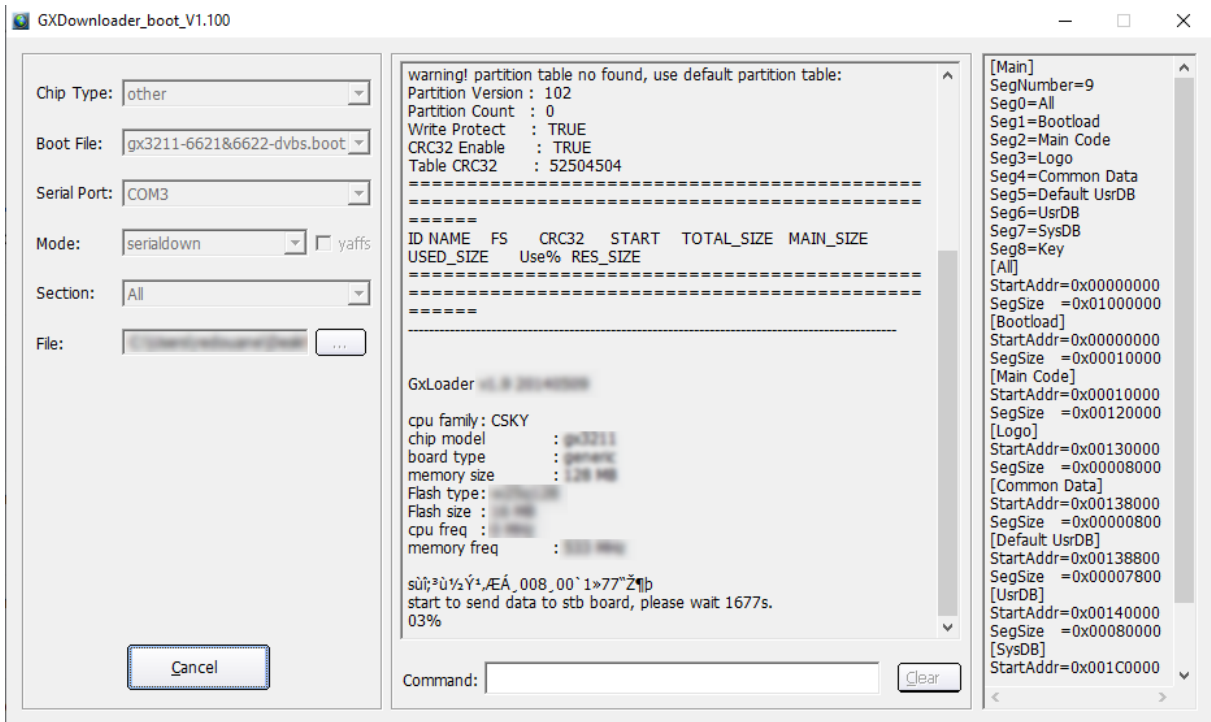 GXDownloader_boot_V1.100
Chip Type: other
Boot File: gx3211-6621&6622-dvbs.boot
Serial Port: COM3
Mode: serialdown yaffs
Section: All
File: ...
Cancel
warning! partition table no found, use default partition table:
Partition Version : 102
Partition Count : 0
Write Protect : TRUE
CRC32 Enable : TRUE
Table CRC32 : 52504504
============================================
============================================
======
ID NAME FS CRC32 START TOTAL_SIZE MAIN_SIZE
USED_SIZE Use% RES_SIZE
============================================
============================================
======
--------------------------------------------------------------------------------------------------
GxLoader
cpu family : CSKY
chip model :
board type :
memory size :
Flash type:
Flash size :
cpu freq :
memory freq :
start to send data to stb board, please wait 1677s.
03%
Command:
Clear
[Main]
SegNumber=9
Seg0=All
Seg1=Bootload
Seg2=Main Code
Seg3=Logo
Seg4=Common Data
Seg5=Default UsrDB
Seg6=UsrDB
Seg7=SysDB
Seg8=Key
[All]
StartAddr=0x00000000
SegSize =0x01000000
[Bootload]
StartAddr=0x00000000
SegSize =0x00010000
[Main Code]
StartAddr=0x00010000
SegSize =0x00120000
[Logo]
StartAddr=0x00130000
SegSize =0x00008000
[Common Data]
StartAddr=0x00138000
SegSize =0x00000800
[Default UsrDB]
StartAddr=0x00138800
SegSize =0x00007800
[UsrDB]
StartAddr=0x00140000
SegSize =0x00080000
[SysDB]
StartAddr=0x001C0000